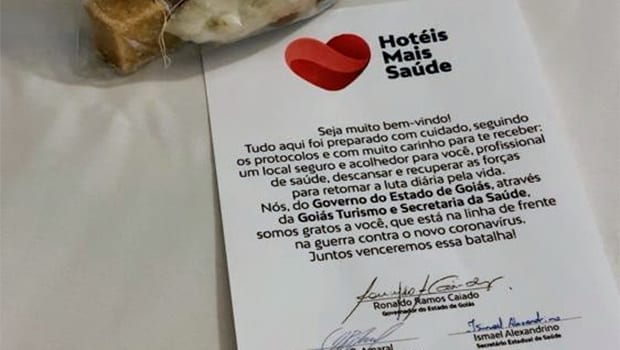 Hotéis
Mais
Saúde
Seja muito bem-vindo!
Tudo aqui foi preparado com cuidado, seguindo
os protocolos e com muito carinho para te receber:
um local seguro e acolhedor para você, profissional
de saúde, descansar e recuperar as forças
para retomar a luta diária pela vida.
Nós, do Governo do Estado de Goiás, através
da Goiás Turismo e Secretaria da Saúde,
somos gratos a você, que está na linha de frente
na guerra contra o novo coronavírus.
Juntos venceremos essa batalha!
Ronaldo Ramos Caiado
Governador do Estado de Goiás
Ismael Alexandrino
Amaral
Ismael Alexandrino
Secretário Estadual de Saúde